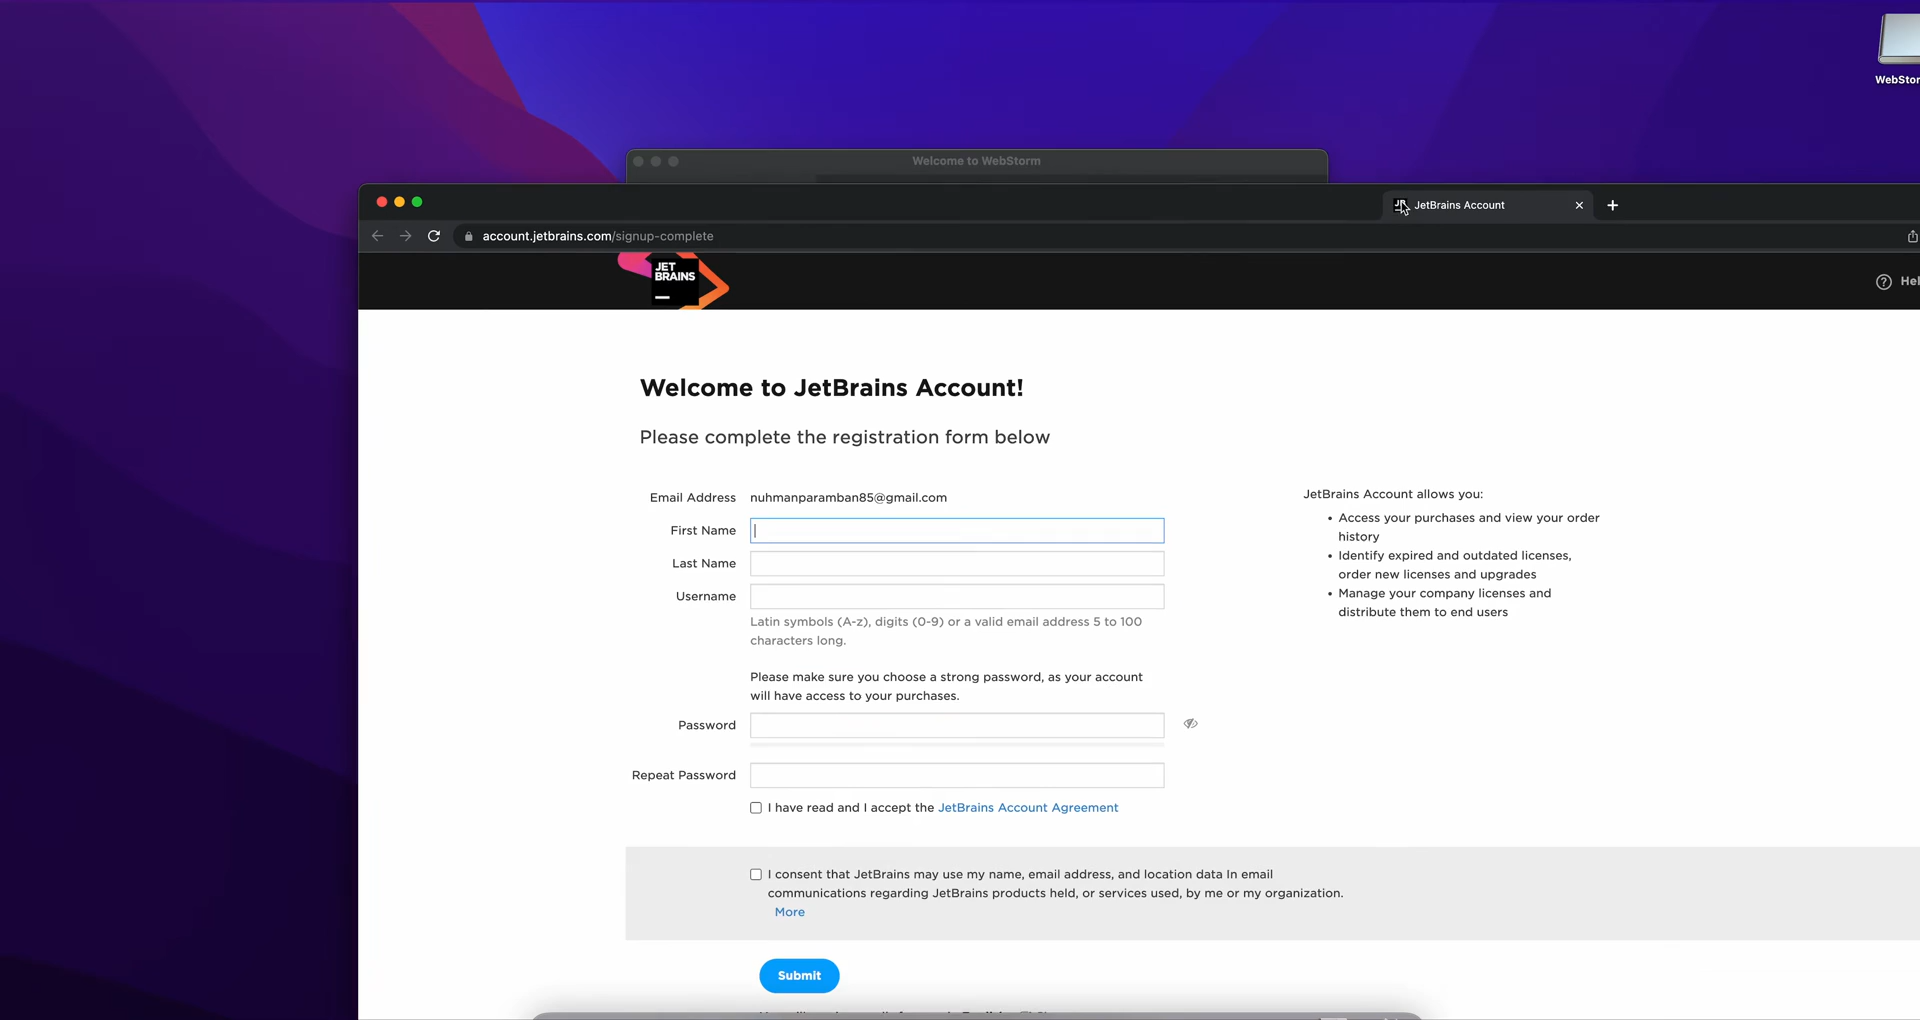 WebStor
Welcome to WebStorm
JetBrains Account
account.jetbrains.com/signup-complete
JET
BRAINS
Hel
Welcome to JetBrains Account!
Please complete the registration form below
Email Address nuhmanparamban85@gmail.com
First Name
Last Name
Username
Latin symbols (A-z), digits (0-9) or a valid email address 5 to 100
characters long.
Please make sure you choose a strong password, as your account
will have access to your purchases.
Password
Repeat Password
I have read and I accept the JetBrains Account Agreement
I consent that JetBrains may use my name, email address, and location data In email
communications regarding JetBrains products held, or services used, by me or my organization.
More
Submit
JetBrains Account allows you:
• Access your purchases and view your order
history
• Identify expired and outdated licenses,
order new licenses and upgrades
• Manage your company licenses and
distribute them to end users